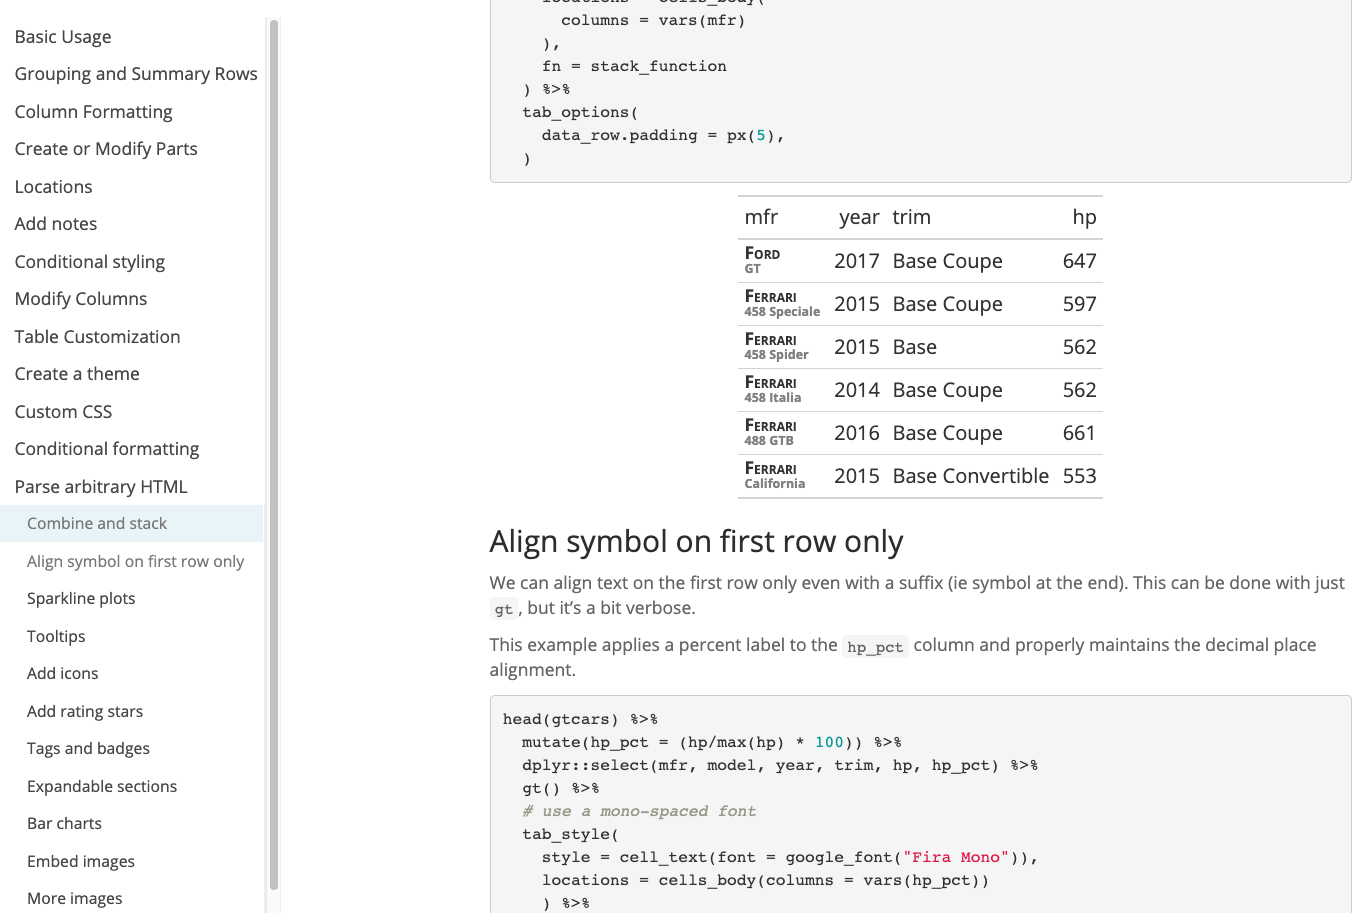 Basic Usage
Grouping and Summary Rows
Column Formatting
Create or Modify Parts
Locations
Add notes
Conditional styling
Modify Columns
Table Customization
Create a theme
Custom CSS
Conditional formatting
Parse arbitrary HTML
Combine and stack
Align symbol on first row only
Sparkline plots
Tooltips
Add icons
Add rating stars
Tags and badges
Expandable sections
Bar charts
Embed images
More images
columns = vars(mfr)
),
fn = stack_function
) %>%
tab_options(
data_row.padding = px(5),
)
mfr year trim hp
FORD
GT
2017 Base Coupe 647
FERRARI
458 Speciale
2015 Base Coupe 597
FERRARI
458 Spider
2015 Base 562
FERRARI
458 Italia
2014 Base Coupe 562
FERRARI
488 GTB
2016 Base Coupe 661
FERRARI
California
2015 Base Convertible 553
Align symbol on first row only
We can align text on the first row only even with a suffix (ie symbol at the end). This can be done with just
gt, but it’s a bit verbose.
This example applies a percent label to the hp_pct column and properly maintains the decimal place
alignment.
head(gtcars) %>%
mutate(hp_pct = (hp/max(hp) * 100)) %>%
dplyr::select(mfr, model, year, trim, hp, hp_pct) %>%
gt() %>%
# use a mono-spaced font
tab_style(
style = cell_text(font = google_font("Fira Mono")),
locations = cells_body(columns = vars(hp_pct))
) %>%